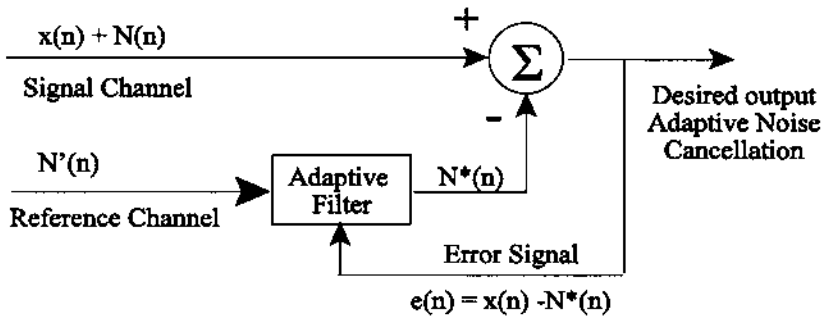 x(n) + N(n)
+
Σ
Signal Channel
-
Desired output
Adaptive Noise
Cancellation
N'(n)
Adaptive
Filter
N*(n)
Reference Channel
Error Signal
e(n) = x(n) -N*(n)